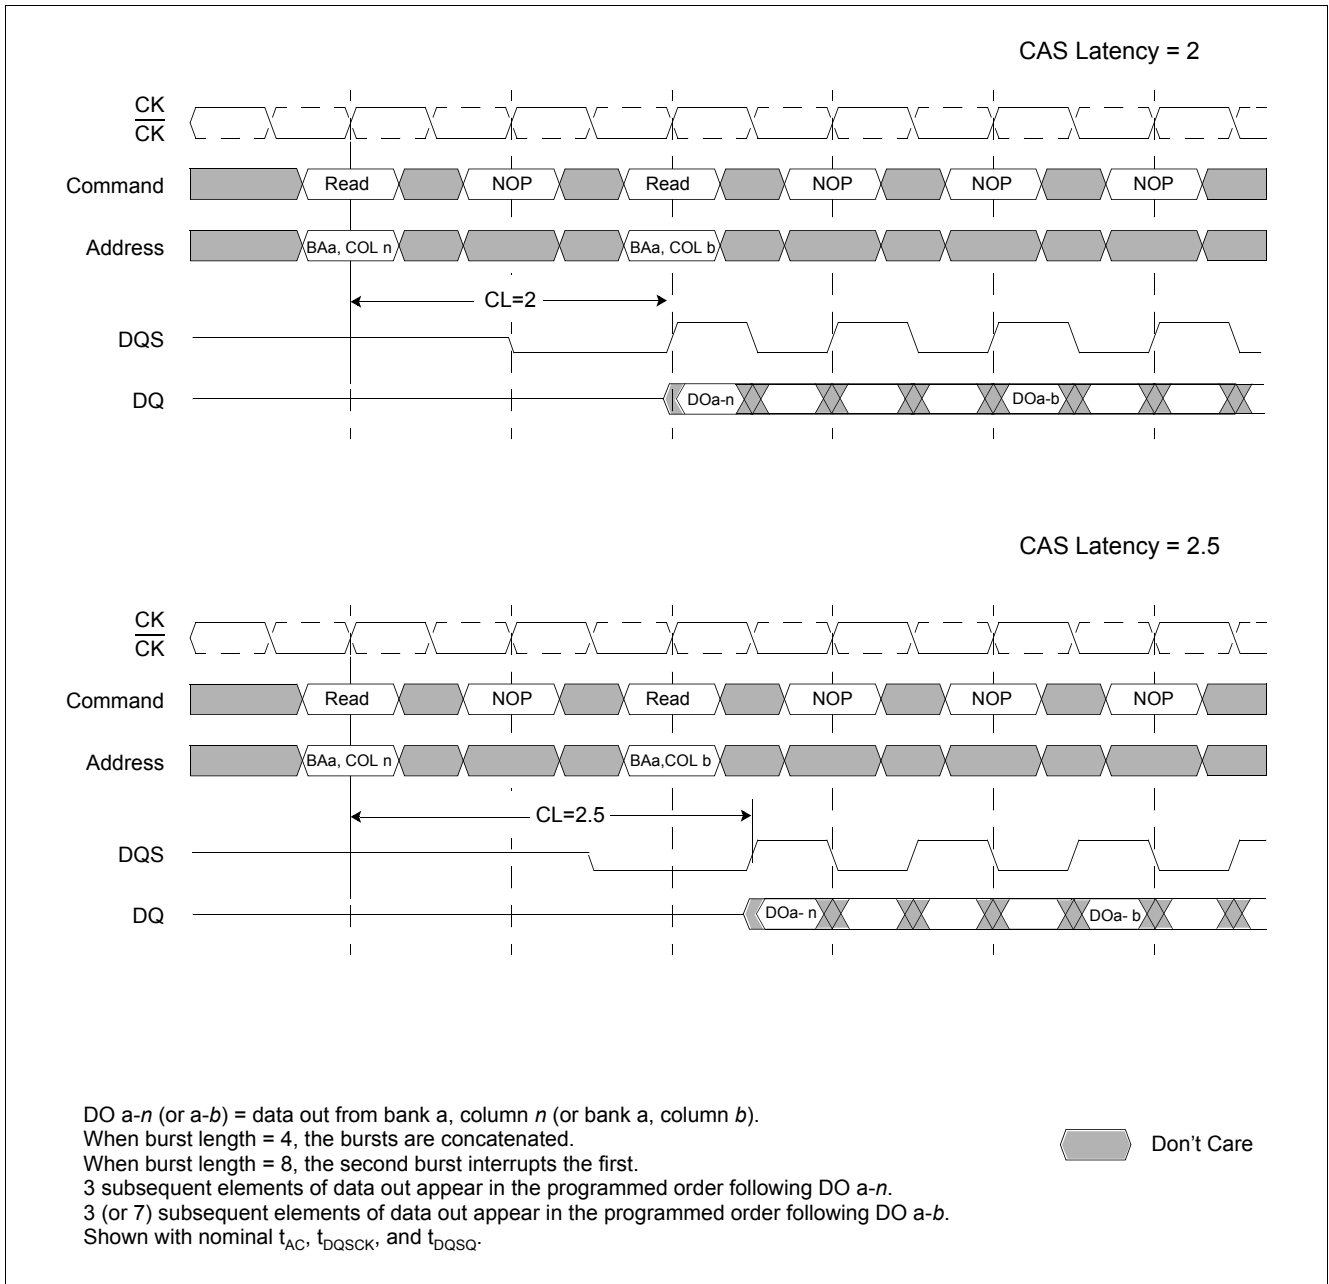 CAS Latency = 2
CK
CK
Command Read NOP Read NOP NOP NOP
Address BAa, COL n BAa, COL b
CL=2
DQS
DQ DOa-n DOa-b
CAS Latency = 2.5
CK
CK
Command Read NOP Read NOP NOP NOP
Address BAa, COL n BAa,COL b
CL=2.5
DQS
DQ DOa- n DOa- b
DO a-n (or a-b) = data out from bank a, column n (or bank a, column b).
When burst length = 4, the bursts are concatenated.
When burst length = 8, the second burst interrupts the first.
3 subsequent elements of data out appear in the programmed order following DO a-n.
3 (or 7) subsequent elements of data out appear in the programmed order following DO a-b.
Shown with nominal tAC, tDQSCK, and tDQSQ.
Don't Care